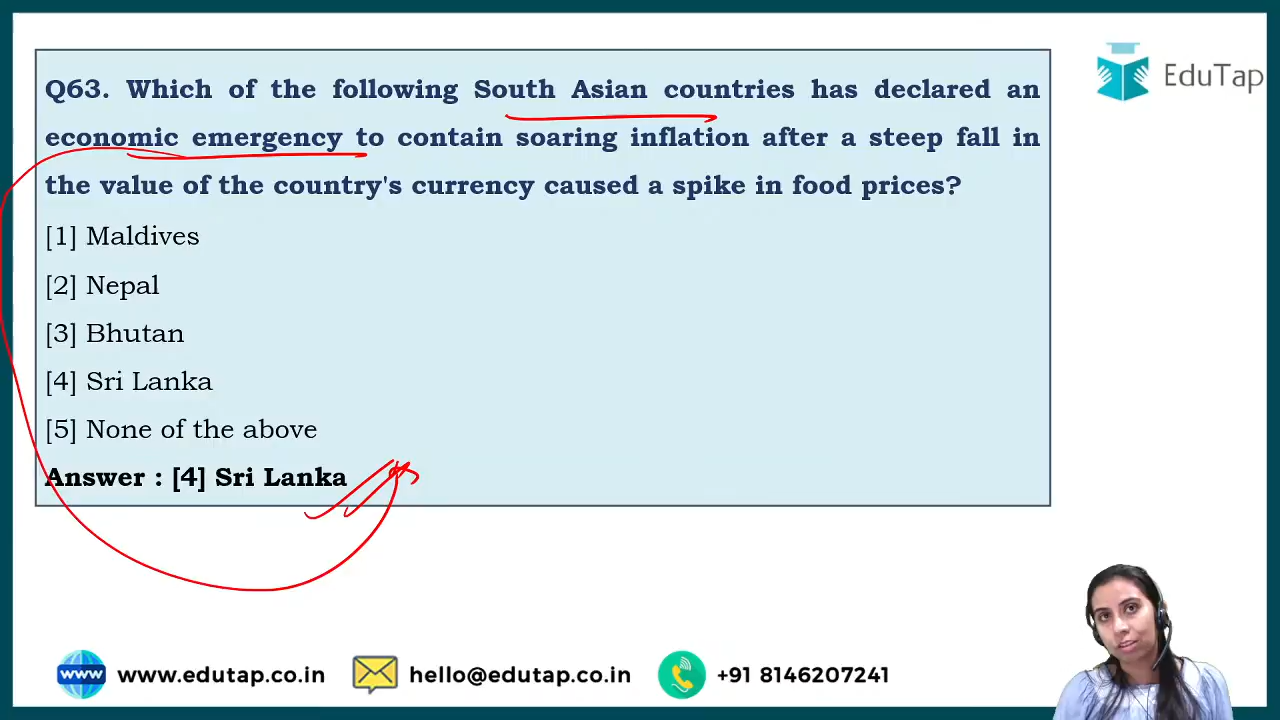 EduTap
Q63. Which of the following South Asian countries has declared an
economic emergency to contain soaring inflation after a steep fall in
the value of the country's currency caused a spike in food prices?
[1] Maldives
[2] Nepal
[3] Bhutan
[4] Sri Lanka
[5] None of the above
Answer : [4] Sri Lanka
www.edutap.co.in
hello@edutap.co.in
+91 8146207241